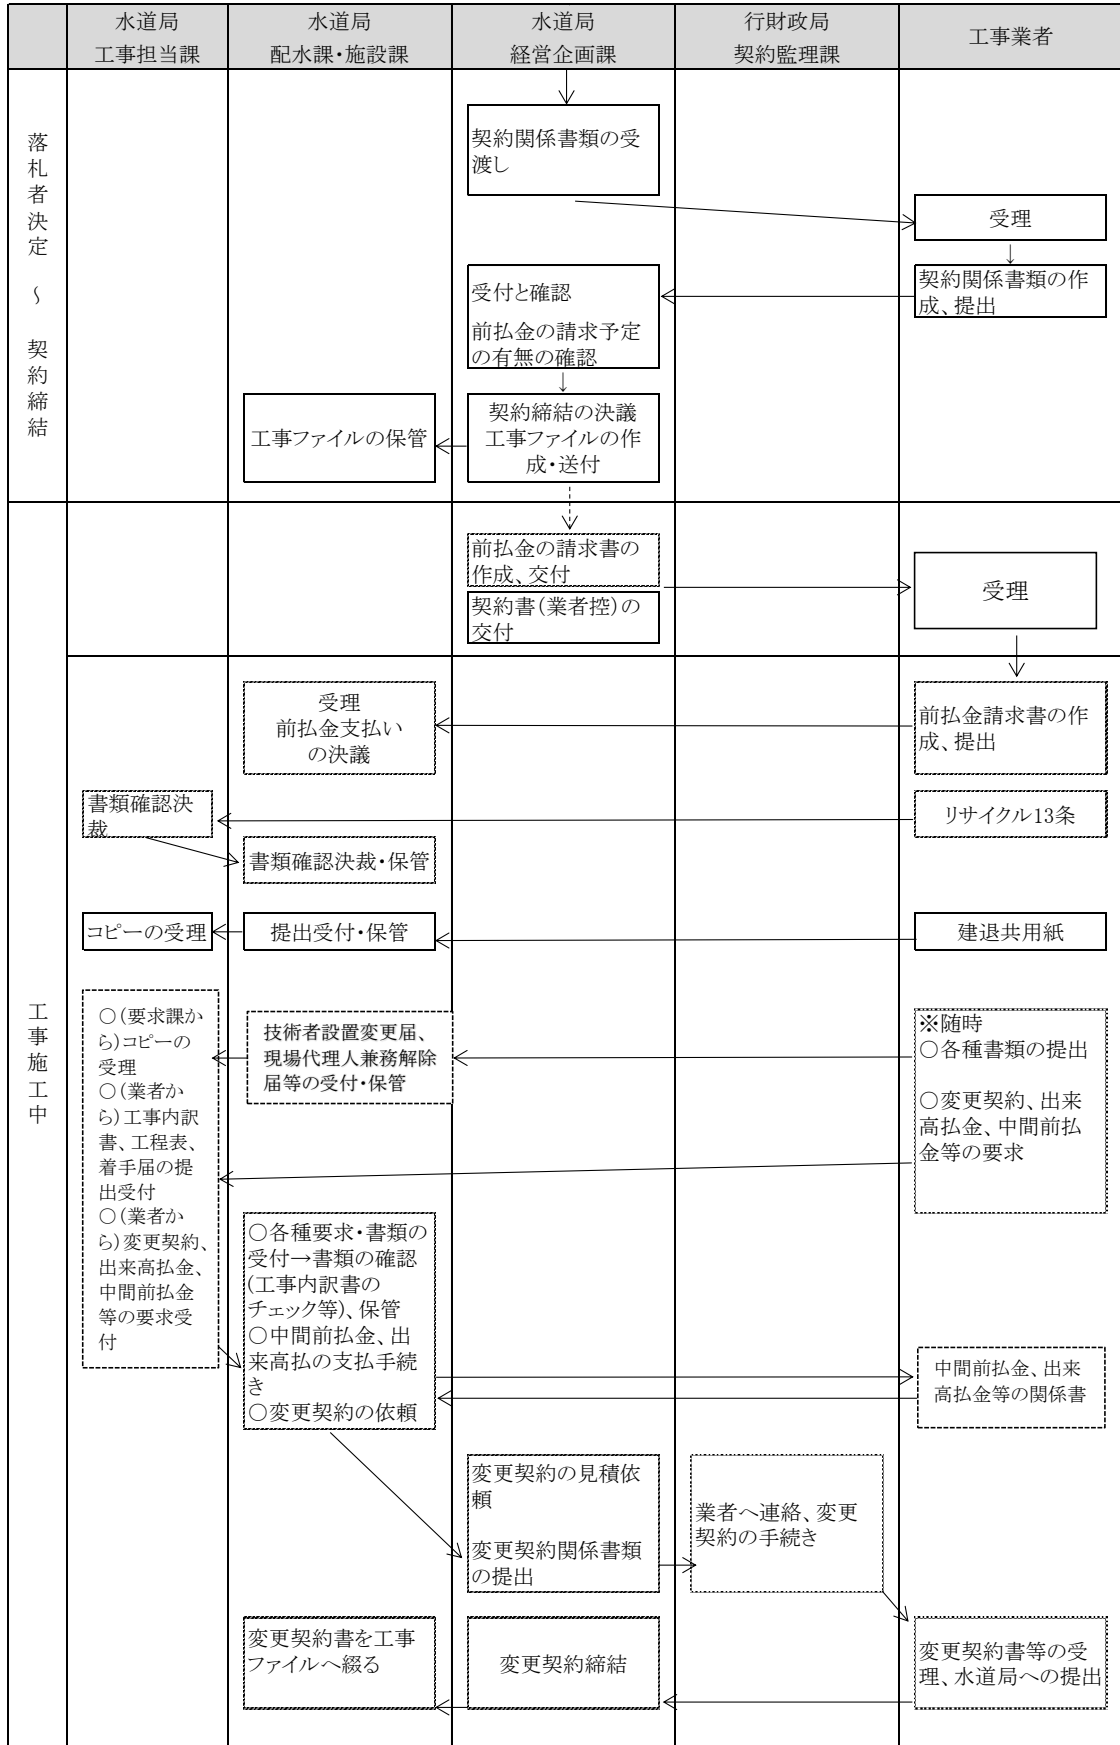 水道局
工事担当課
水道局
配水課・施設課
水道局
経営企画課
行財政局
契約監理課
工事業者
落札者決定 ~ 契約締結
契約関係書類の受
渡し
受理
契約関係書類の作
成、提出
受付と確認
前払金の請求予定
の有無の確認
契約締結の決議
工事ファイルの作
成・送付
工事ファイルの保管
工事施工中
前払金の請求書の
作成、交付
契約書(業者控)の
交付
受理
前払金請求書の作
成、提出
受理
前払金支払い
の決議
リサイクル13条
書類確認決
裁
書類確認決裁・保管
建退共用紙
提出受付・保管
コピーの受理
※随時
○各種書類の提出
○変更契約、出来
高払金、中間前払
金等の要求
技術者設置変更届、
現場代理人兼務解除
届等の受付・保管
○(要求課か
ら)コピーの
受理
○(業者か
ら)工事内訳
書、工程表、
着手届の提
出受付
○(業者か
ら)変更契約、
出来高払金、
中間前払金
等の要求受
付
○各種要求・書類の
受付→書類の確認
(工事内訳書の
チェック等)、保管
○中間前払金、出
来高払の支払手続
き
○変更契約の依頼
中間前払金、出来
高払金等の関係書
変更契約の見積依
頼
変更契約関係書類
の提出
業者へ連絡、変更
契約の手続き
変更契約書等の受
理、水道局への提出
変更契約締結
変更契約書を工事
ファイルへ綴る